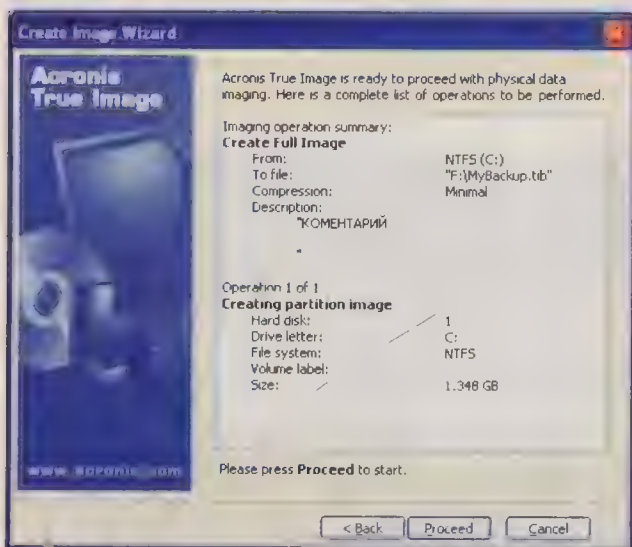 Create Image Wizard
Acronis
True Image
Acronis True Image is ready to proceed with physical data
imaging. Here is a complete list of operations to be performed.
Imaging operation summary:
Create Full Image
From: NTFS (C:)
To file: "F:\MyBackup.tib"
Compression: Minimal
Description:
"КОМЕНТАРИЙ
"
Operation 1 of 1
Creating partition image
Hard disk: 1
Drive letter: C:
File system: NTFS
Volume label:
Size: 1.348 GB
www.acronis.com
Please press Proceed to start.
< Back Proceed Cancel